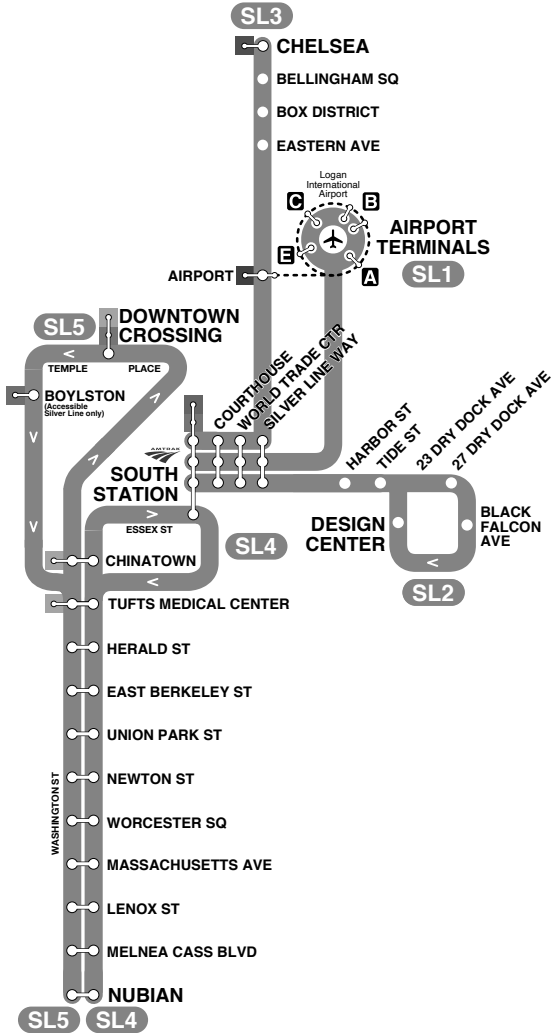 SL3
CHELSEA
BELLINGHAM SQ
BOX DISTRICT
EASTERN AVE
Logan
International
Airport
C
B
E
A
AIRPORT
TERMINALS
SL1
AIRPORT
SL5
DOWNTOWN
CROSSING
TEMPLE
PLACE
BOYLSTON
(Accessible
Silver Line only)
COURTHOUSE
WORLD TRADE CTR
SILVER LINE WAY
AMTRAK
SOUTH
STATION
HARBOR ST
TIDE ST
23 DRY DOCK AVE
27 DRY DOCK AVE
DESIGN
CENTER
BLACK
FALCON
AVE
SL2
ESSEX ST
SL4
CHINATOWN
TUFTS MEDICAL CENTER
HERALD ST
EAST BERKELEY ST
UNION PARK ST
NEWTON ST
WASHINGTON ST
WORCESTER SQ
MASSACHUSETTS AVE
LENOX ST
MELNEA CASS BLVD
NUBIAN
SL5
SL4